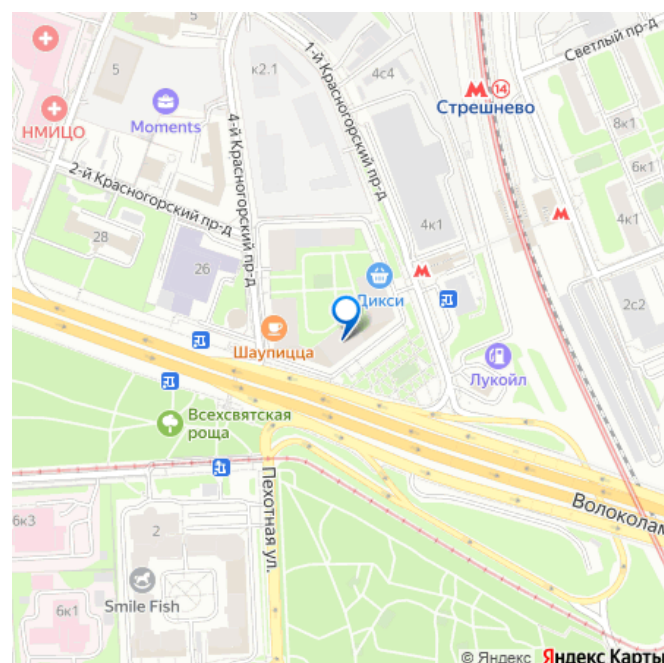 Светлый пр-д
5
к2.1
1-й Красногорский пр-д
4с4
14
Стрешнево
НМИЦО
Moments
8к1
6к1
4-й Красногорский пр-д
2-й Красногорский пр-д
28
26
4к1
4к1
Дикси
2с2
Шаупицца
Лукойл
Всехсвятская
роща
Пехотная ул.
Волоколам
6к3
2
Smile Fish
6к1
© Яндекс Яндекс Карты